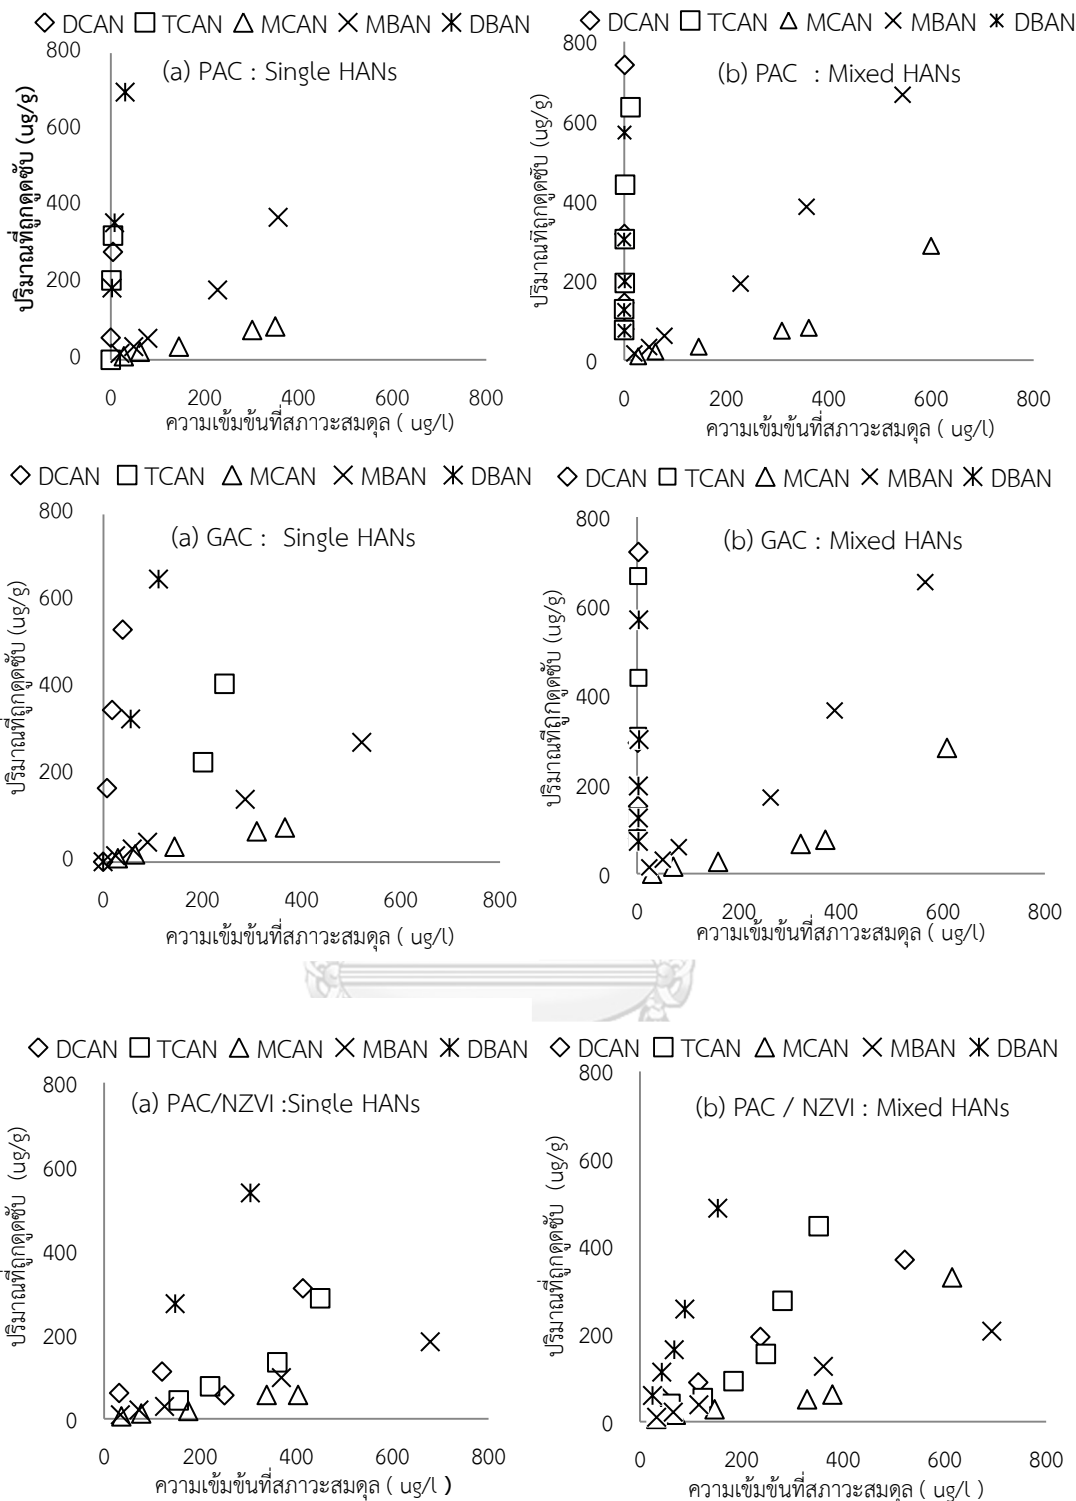 DCAN TCAN MCAN MBAN DBAN
(a) PAC : Single HANs
800
600
400
200
0
0 200 400 600 800
ปริมาณที่ถูกดูดซับ (ug/g)
ความเข้มข้นที่สภาวะสมดุล ( ug/l)
DCAN TCAN MCAN MBAN DBAN
(b) PAC : Mixed HANs
800
600
400
200
0
0 200 400 600 800
ปริมาณที่ถูกดูดซับ (ug/g)
ความเข้มข้นที่สภาวะสมดุล ( ug/l)
DCAN TCAN MCAN MBAN DBAN
(a) GAC : Single HANs
800
600
400
200
0
0 200 400 600 800
ปริมาณที่ถูกดูดซับ (ug/g)
ความเข้มข้นที่สภาวะสมดุล ( ug/l)
DCAN TCAN MCAN MBAN DBAN
(b) GAC : Mixed HANs
800
600
400
200
0
0 200 400 600 800
ปริมาณที่ถูกดูดซับ (ug/g)
ความเข้มข้นที่สภาวะสมดุล ( ug/l)
DCAN TCAN MCAN MBAN DBAN
(a) PAC/NZVI :Single HANs
800
600
400
200
0
0 200 400 600 800
ปริมาณที่ถูกดูดซับ (ug/g)
ความเข้มข้นที่สภาวะสมดุล ( ug/l )
DCAN TCAN MCAN MBAN DBAN
(b) PAC / NZVI : Mixed HANs
800
600
400
200
0
0 200 400 600 800
ปริมาณที่ถูกดูดซับ (ug/g)
ความเข้มข้นที่สภาวะสมดุล ( ug/l )